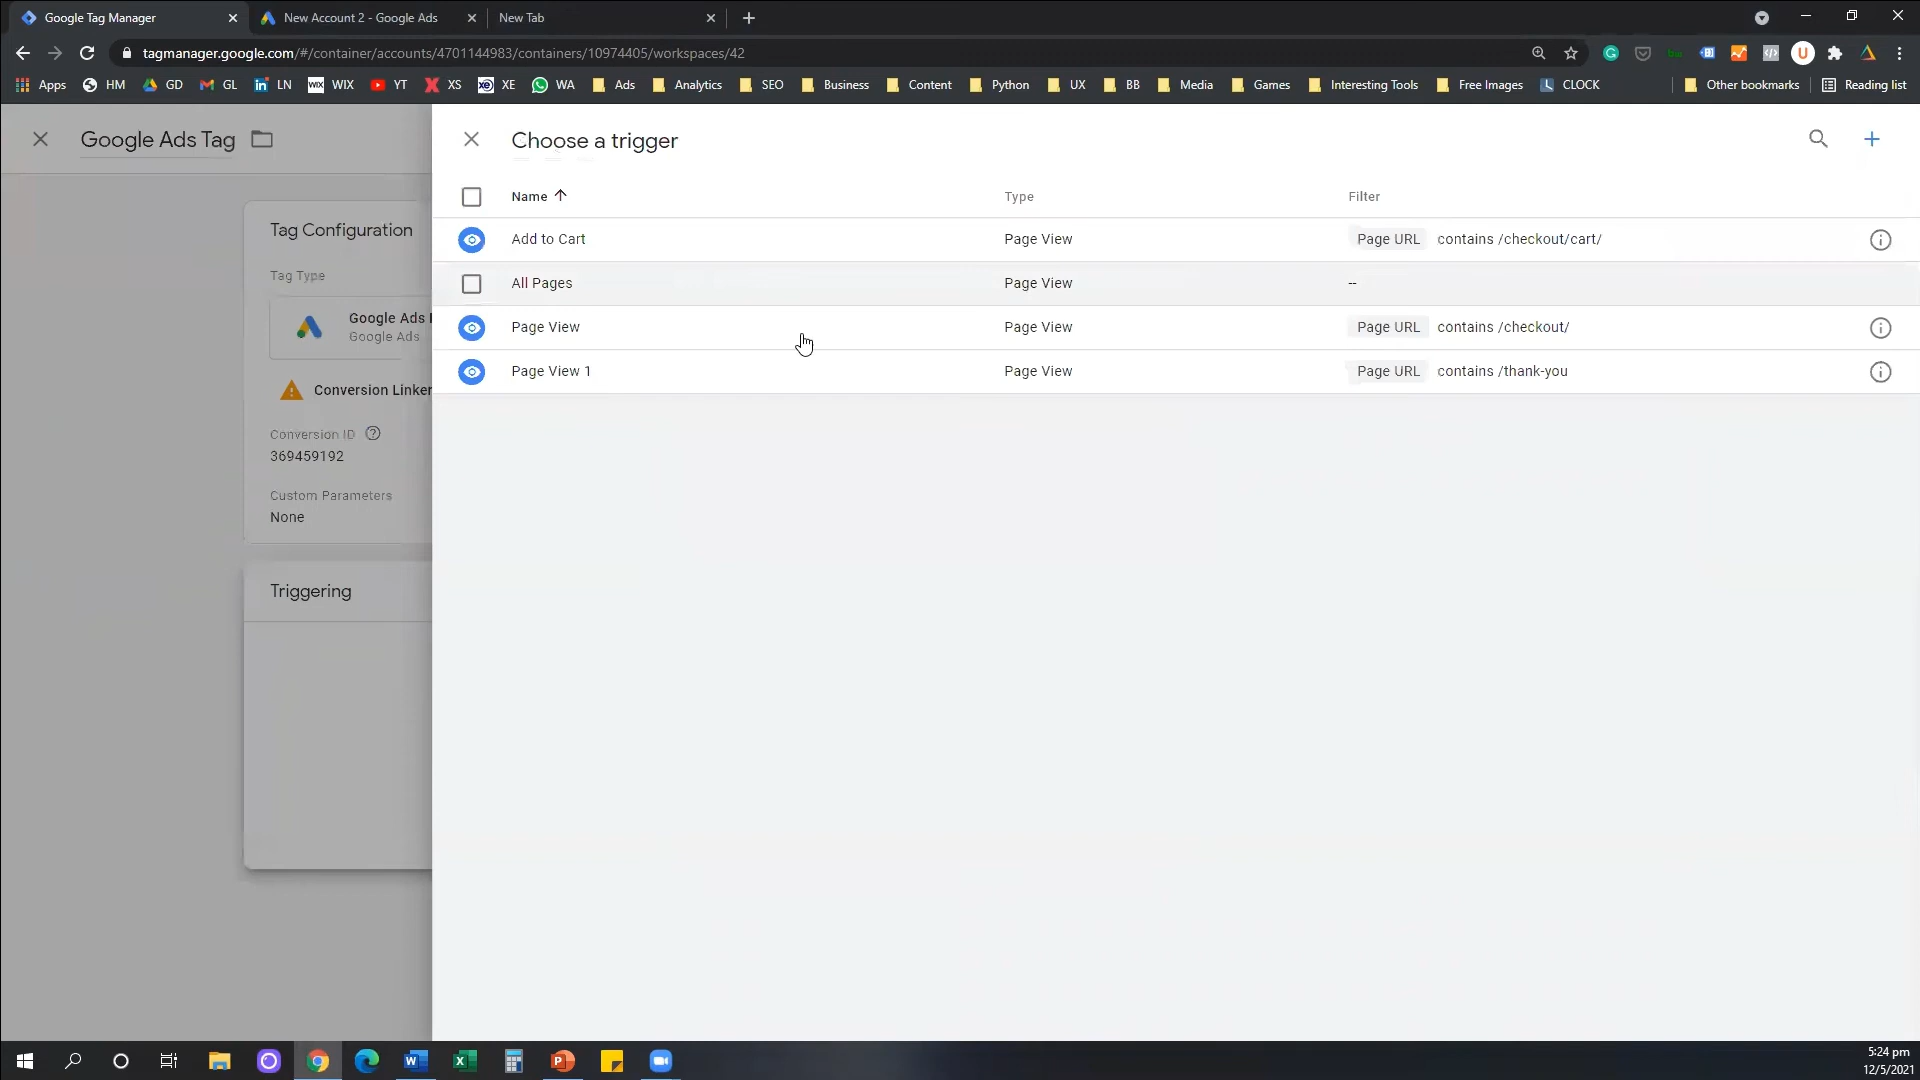 Google Tag Manager
New Account 2 - Google Ads
New Tab
tagmanager.google.com/#/container/accounts/4701144983/containers/10974405/workspaces/42
Apps HM GD GL LN WIX YT XS XE WA Ads Analytics SEO Business Content Python UX BB Media Games Interesting Tools Free Images CLOCK Other bookmarks Reading list
Google Ads Tag
Choose a trigger
Name Type Filter
Add to Cart Page View Page URL contains /checkout/cart/
All Pages Page View --
Page View Page View Page URL contains /checkout/
Page View 1 Page View Page URL contains /thank-you
Tag Configuration
Tag Type
Google Ads
Google Ads
Conversion Linker
Conversion ID
369459192
Custom Parameters
None
Triggering
5:24 pm
12/5/2021